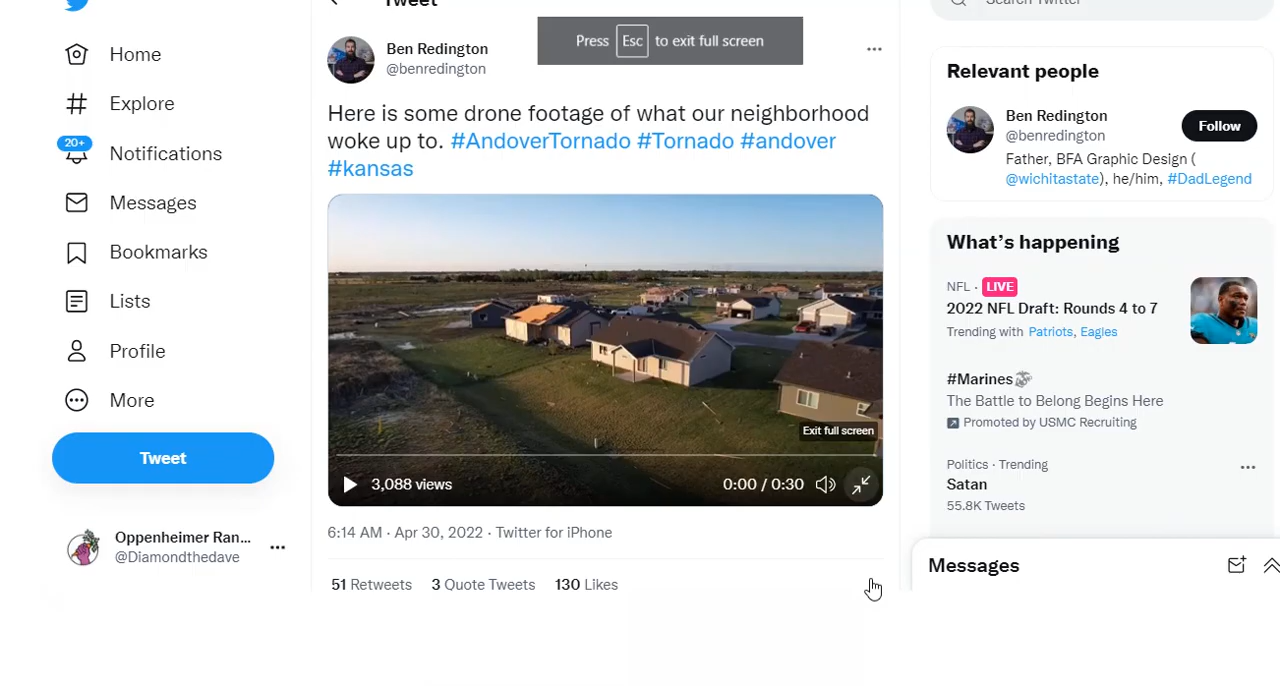 Tweet
Search Twitter
Press Esc to exit full screen
Home
Explore
20+
Notifications
Messages
Bookmarks
Lists
Profile
More
Tweet
Oppenheimer Ran...
@Diamondthedave
Ben Redington
@benredington
Here is some drone footage of what our neighborhood
woke up to. #AndoverTornado #Tornado #andover
#kansas
Exit full screen
3,088 views
0:00 / 0:30
6:14 AM · Apr 30, 2022 · Twitter for iPhone
51 Retweets 3 Quote Tweets 130 Likes
Relevant people
Ben Redington
@benredington
Follow
Father, BFA Graphic Design (
@wichitastate), he/him, #DadLegend
What's happening
NFL · LIVE
2022 NFL Draft: Rounds 4 to 7
Trending with Patriots, Eagles
#Marines
The Battle to Belong Begins Here
Promoted by USMC Recruiting
Politics · Trending
Satan
55.8K Tweets
Messages